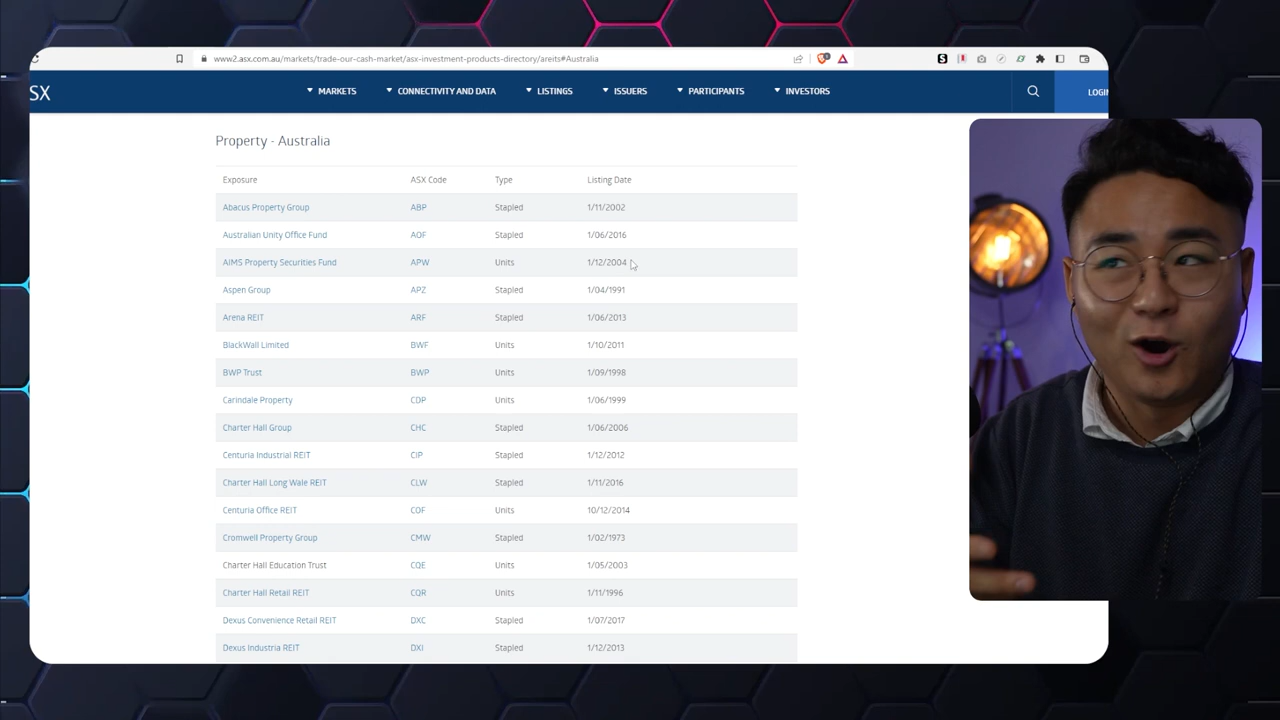 www2.asx.com.au/markets/trade-our-cash-market/asx-investment-products-directory/areits#Australia
SX MARKETS CONNECTIVITY AND DATA LISTINGS ISSUERS PARTICIPANTS INVESTORS LOGIN
Property - Australia
Exposure ASX Code Type Listing Date
Abacus Property Group ABP Stapled 1/11/2002
Australian Unity Office Fund AOF Stapled 1/06/2016
AIMS Property Securities Fund APW Units 1/12/2004
Aspen Group APZ Stapled 1/04/1991
Arena REIT ARF Stapled 1/06/2013
BlackWall Limited BWF Units 1/10/2011
BWP Trust BWP Units 1/09/1998
Carindale Property CDP Units 1/06/1999
Charter Hall Group CHC Stapled 1/06/2006
Centuria Industrial REIT CIP Stapled 1/12/2012
Charter Hall Long Wale REIT CLW Stapled 1/11/2016
Centuria Office REIT COF Units 10/12/2014
Cromwell Property Group CMW Stapled 1/02/1973
Charter Hall Education Trust CQE Units 1/05/2003
Charter Hall Retail REIT CQR Units 1/11/1996
Dexus Convenience Retail REIT DXC Stapled 1/07/2017
Dexus Industria REIT DXI Stapled 1/12/2013